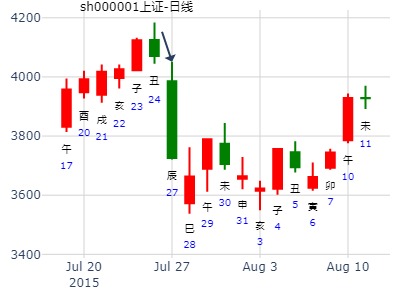 sh000001上证-日线
4200
4000
3800
3600
3400
午
17
酉
20
戌
21
亥
22
子
23
丑
24
辰
27
巳
28
午
29
未
30
申
31
亥
3
子
4
丑
5
寅
6
卯
7
午
10
未
11
Jul 20
2015
Jul 27
Aug 3
Aug 10